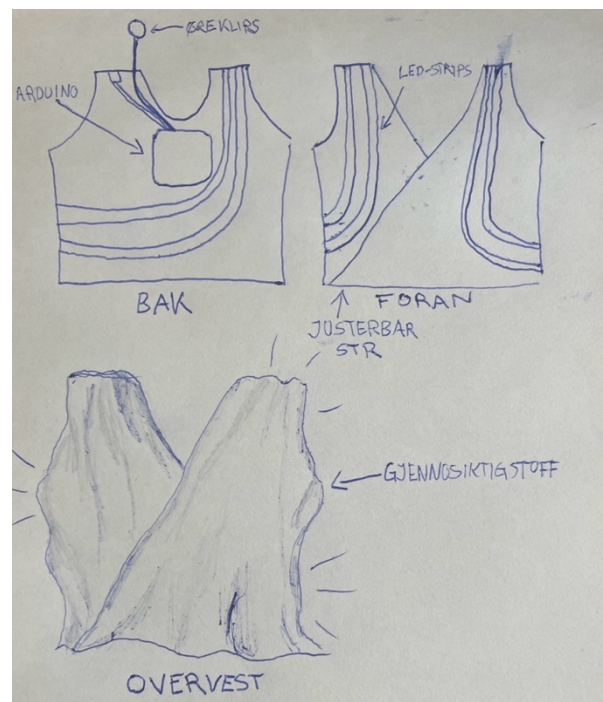 ØREKLIPS
ARDUINO
LED-STRIPS
BAK
FORAN
JUSTERBAR
STR
GJENNOSIKTIGSTOFF
OVERVEST